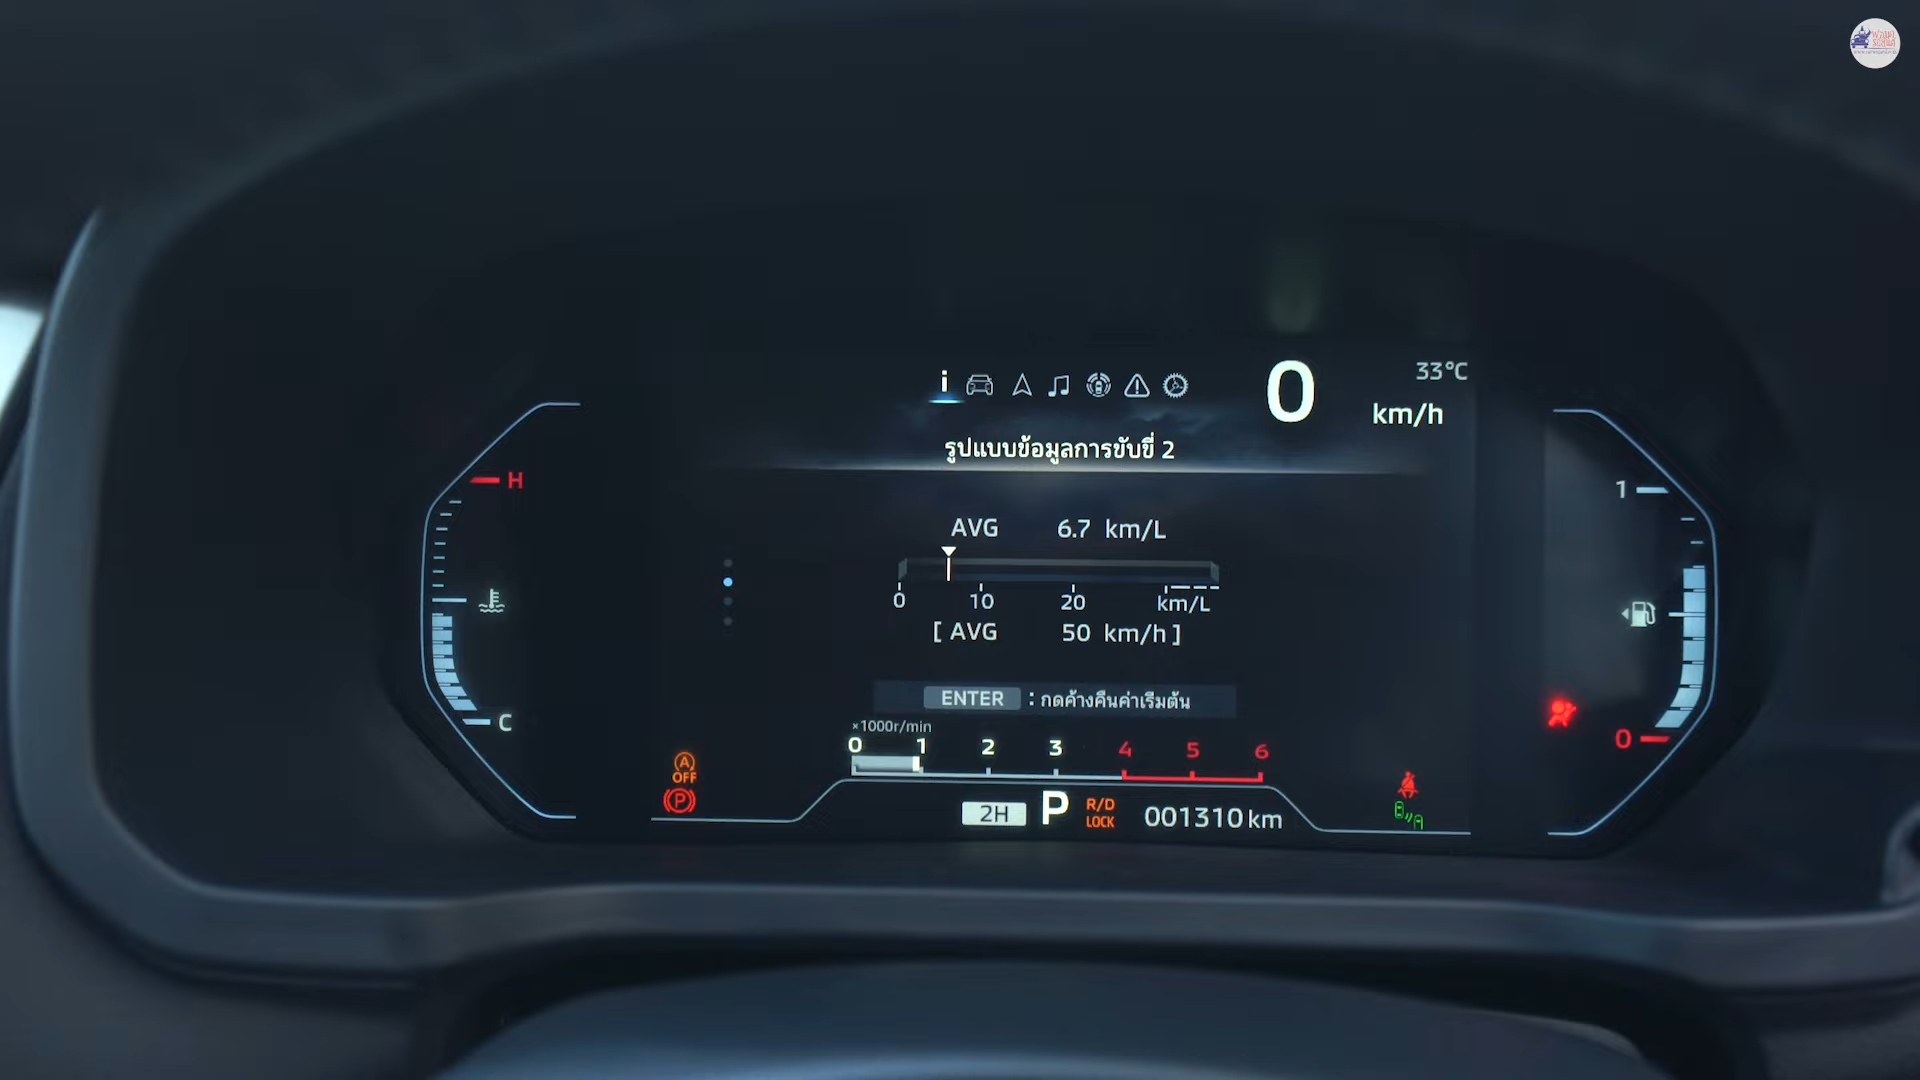 0
33°C
km/h
รูปแบบข้อมูลการขับขี่ 2
H
1
AVG 6.7 km/L
0 10 20 km/L
[ AVG 50 km/h ]
ENTER : กดค้างคืนค่าเริ่มต้น
C
0
×1000r/min
0 1 2 3 4 5 6
A
OFF
P
2H P R/D LOCK 001310 km